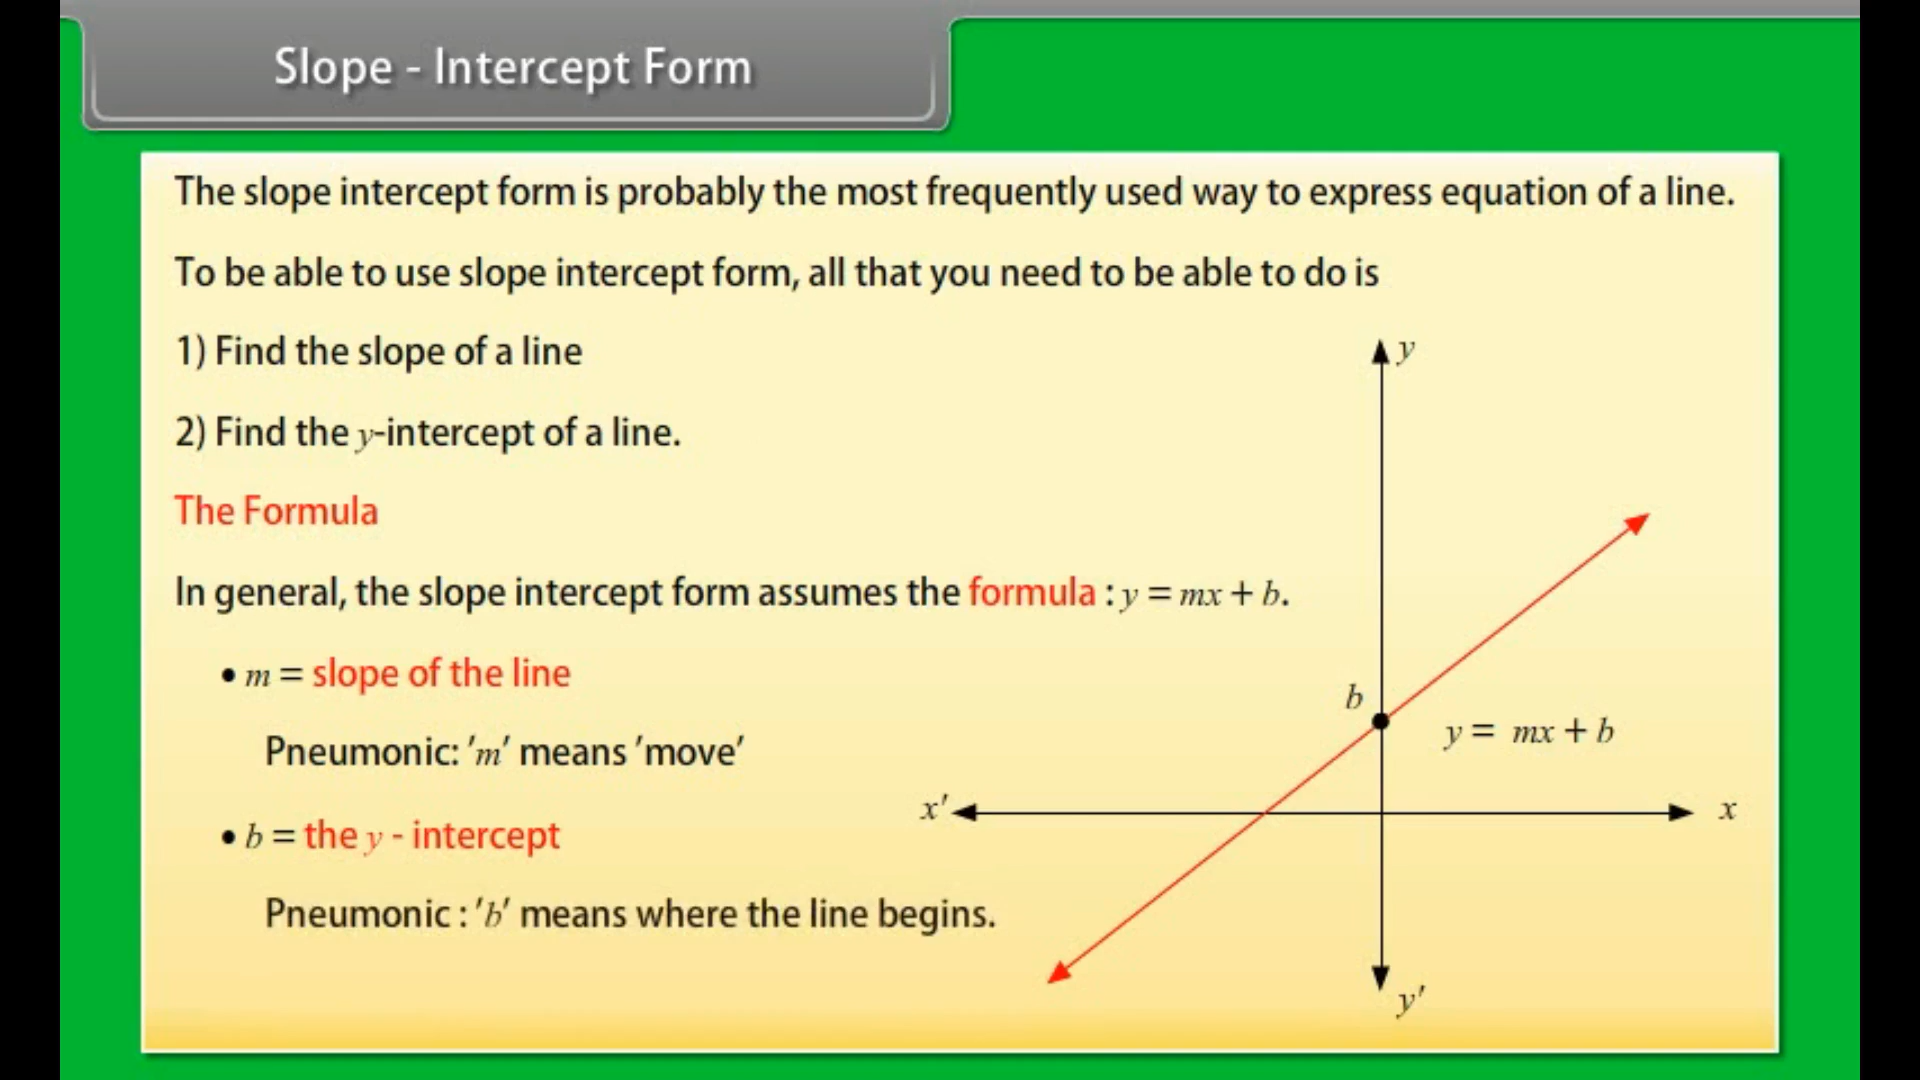 Slope - Intercept Form
The slope intercept form is probably the most frequently used way to express equation of a line.
To be able to use slope intercept form, all that you need to be able to do is
1) Find the slope of a line
2) Find the y-intercept of a line.
The Formula
In general, the slope intercept form assumes the formula : y = mx + b.
• m = slope of the line
Pneumonic: 'm' means 'move'
• b = the y - intercept
Pneumonic : 'b' means where the line begins.
y
b
y = mx + b
x'
x
y'